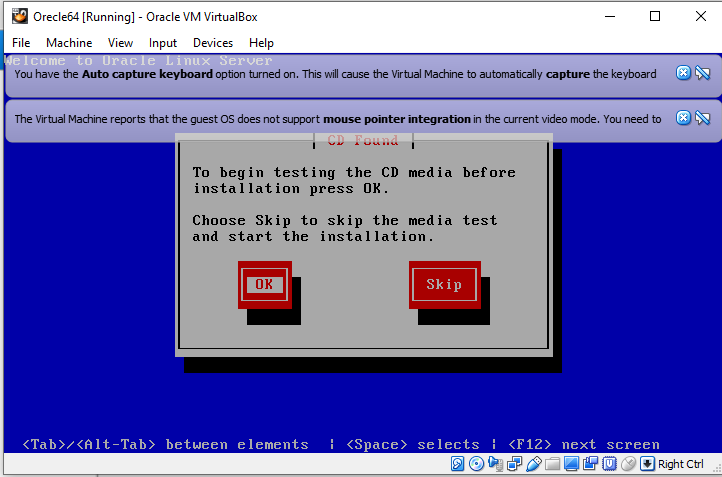 Orecle64 [Running] - Oracle VM VirtualBox
File Machine View Input Devices Help
Welcome to Oracle Linux Server
You have the Auto capture keyboard option turned on. This will cause the Virtual Machine to automatically capture the keyboard
The Virtual Machine reports that the guest OS does not support mouse pointer integration in the current video mode. You need to
CD Found
To begin testing the CD media before
installation press OK.
Choose Skip to skip the media test
and start the installation.
OK Skip
<Tab>/<Alt-Tab> between elements | <Space> selects | <F12> next screen
Right Ctrl